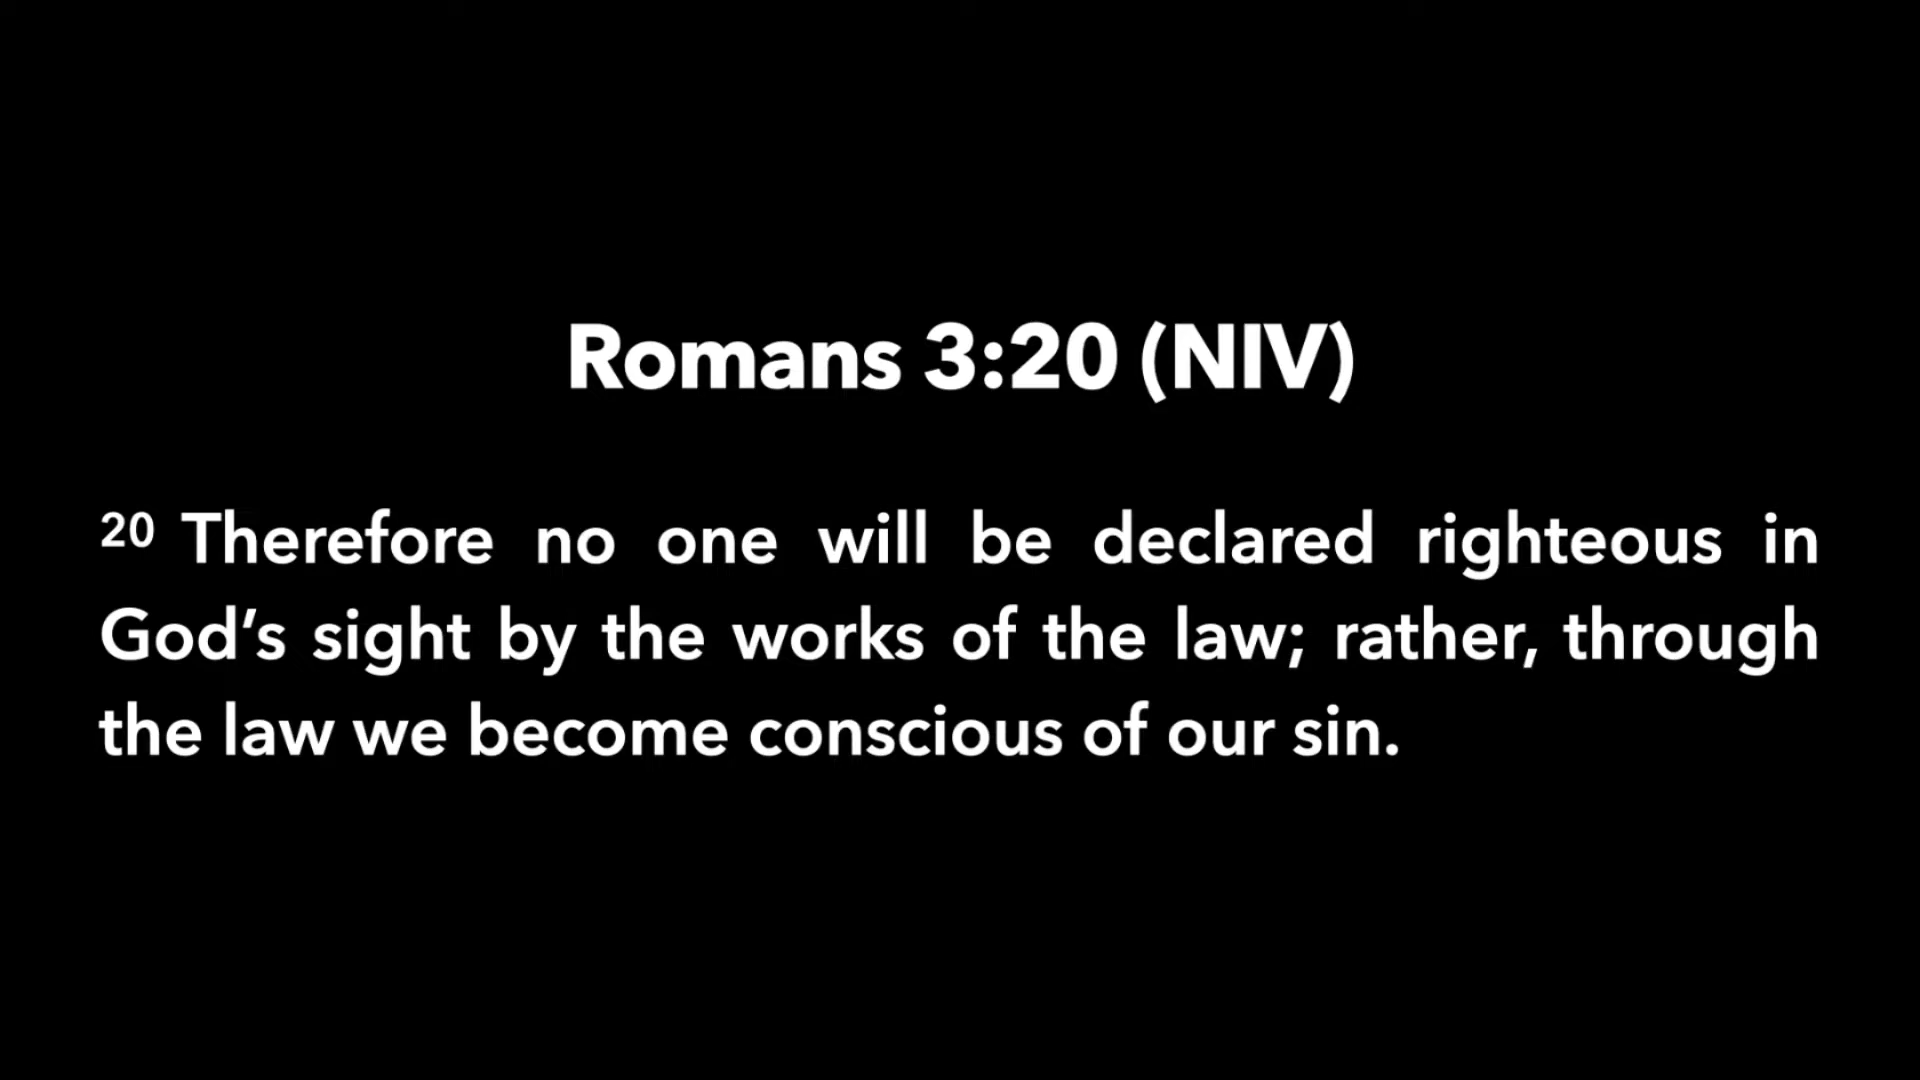 Romans 3:20 (NIV)
20 Therefore no one will be declared righteous in
God’s sight by the works of the law; rather, through
the law we become conscious of our sin.